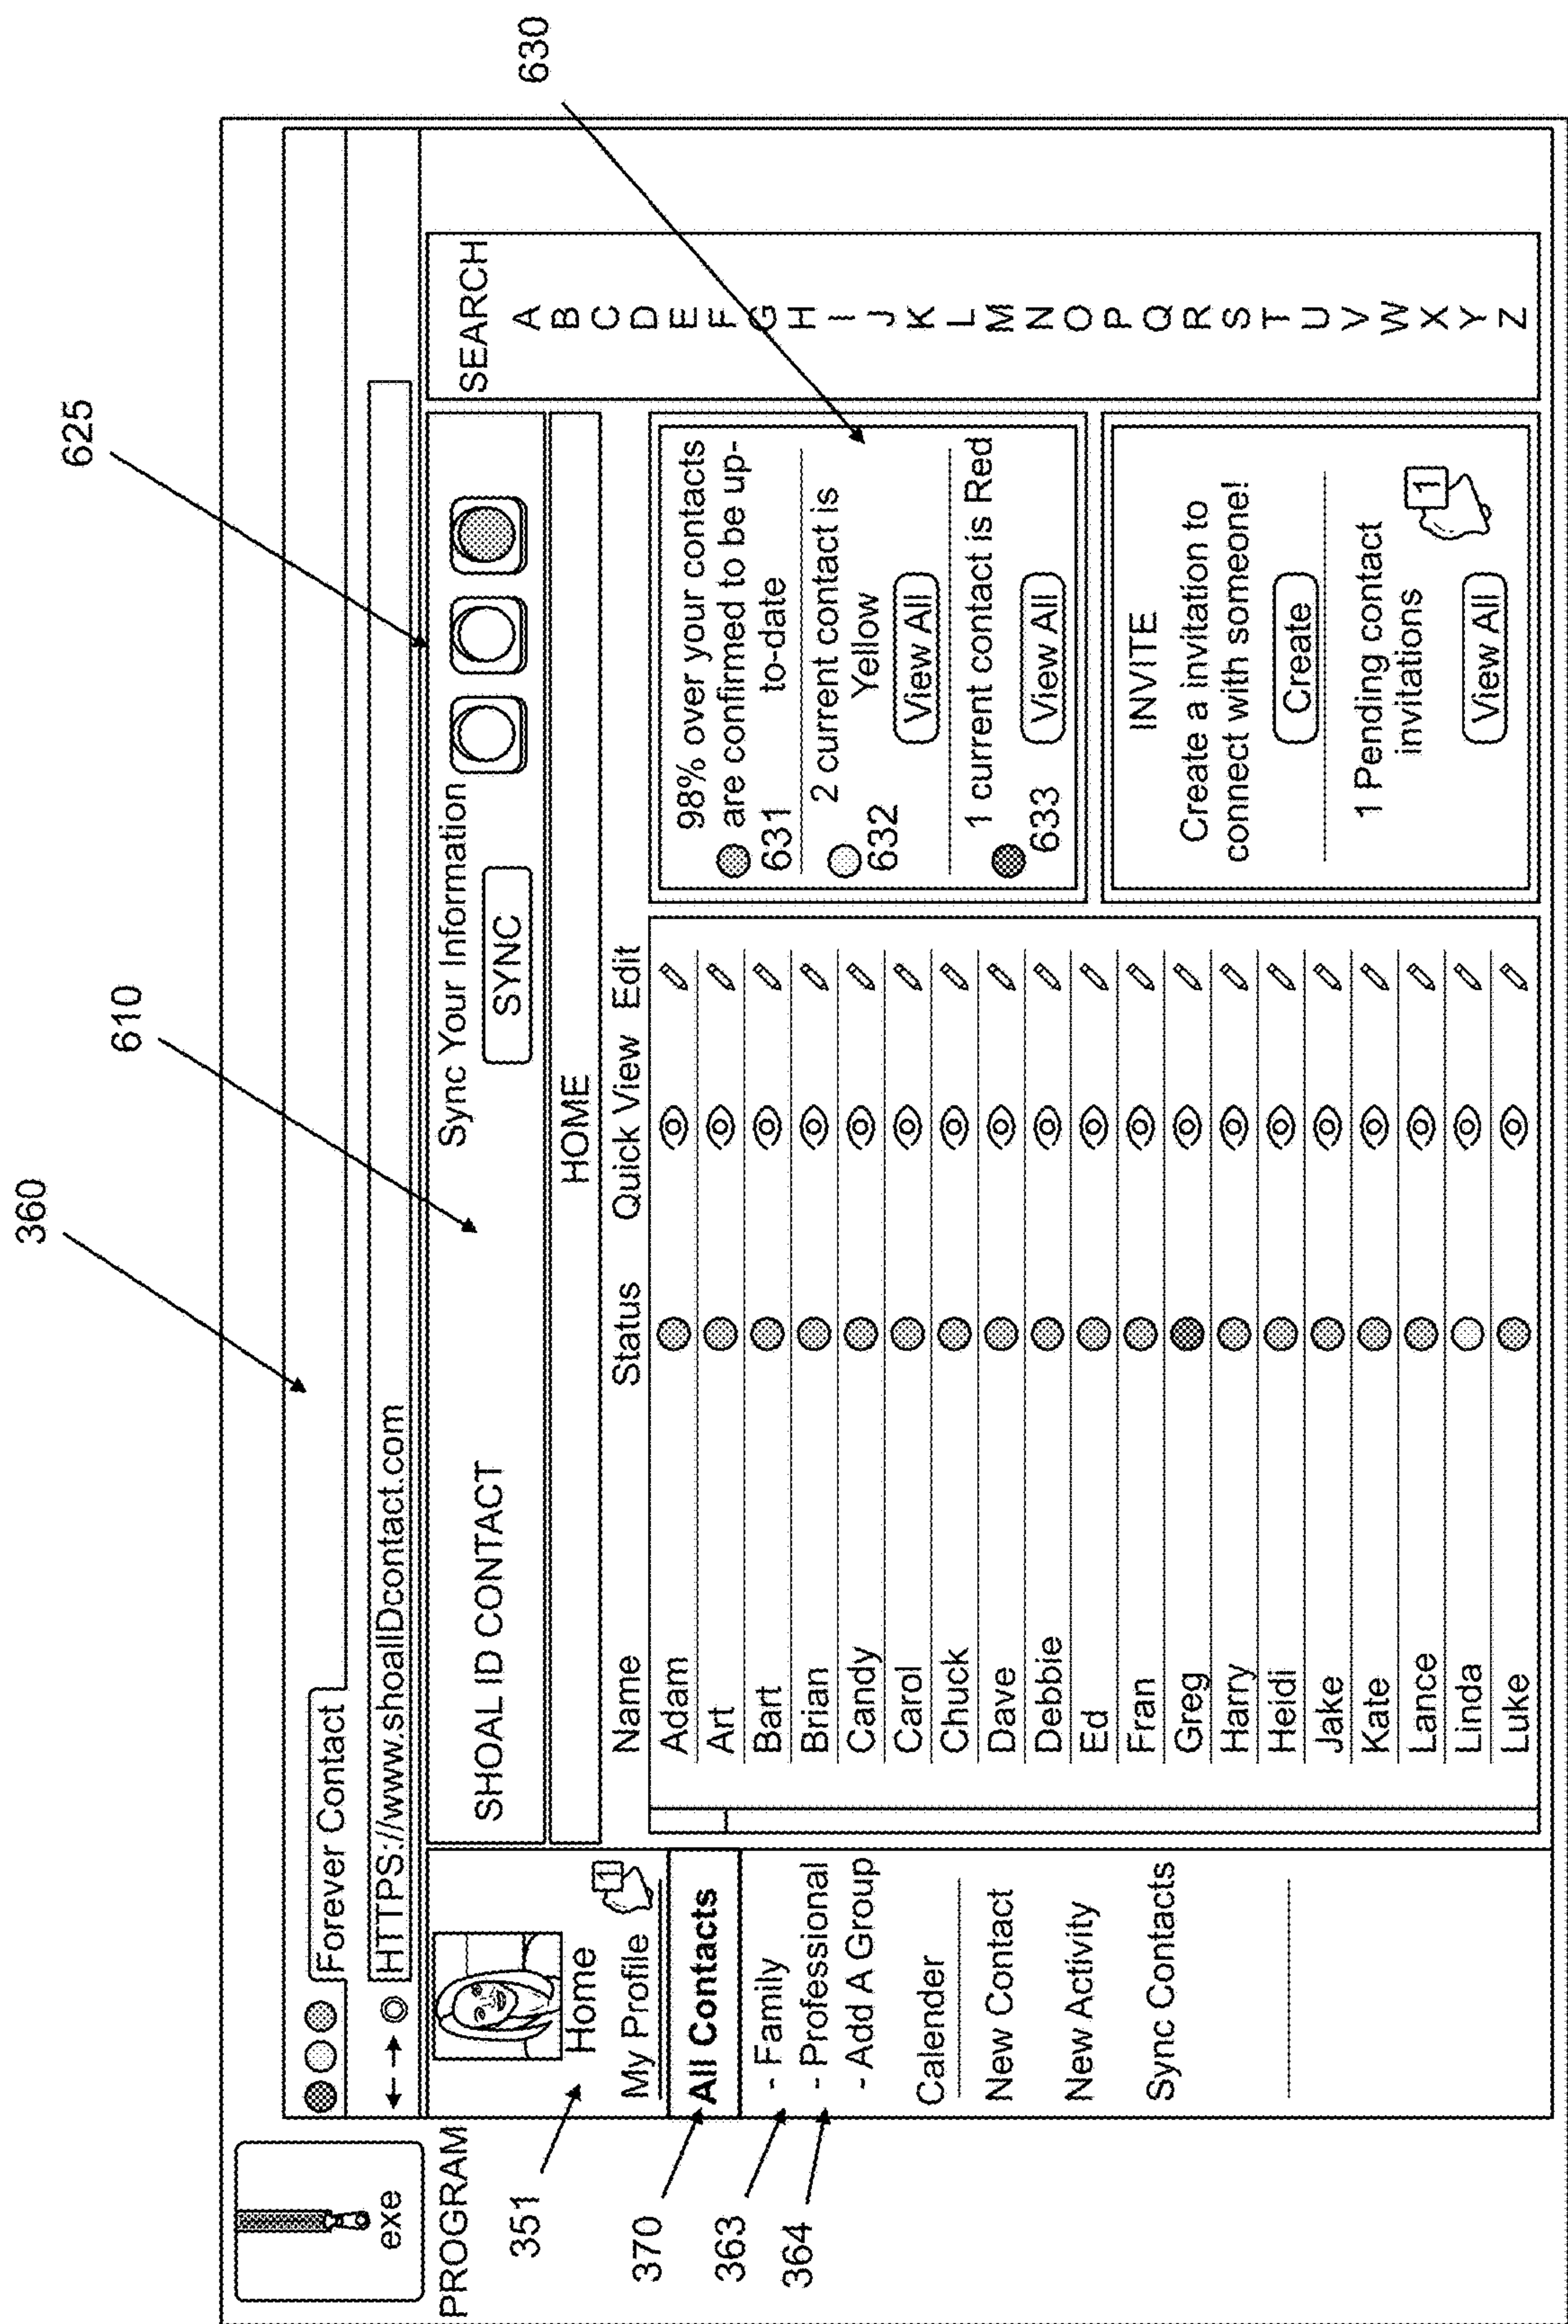 360
610
625
630
exe
PROGRAM
Forever Contact
HTTPS://www.shoalIDcontact.com
351
370
363
364
Home
My Profile
1
All Contacts
- Family
- Professional
- Add A Group
Calender
New Contact
New Activity
Sync Contacts
SHOAL ID CONTACT
Sync Your Information
SYNC
HOME
Name Status Quick View Edit
Adam
Art
Bart
Brian
Candy
Carol
Chuck
Dave
Debbie
Ed
Fran
Greg
Harry
Heidi
Jake
Kate
Lance
Linda
Luke
98% over your contacts
are confirmed to be up-
631 to-date
2 current contact is
632 Yellow
View All
1 current contact is Red
633 View All
INVITE
Create a invitation to
connect with someone!
Create
1 Pending contact
invitations
1
View All
SEARCH
A
B
C
D
E
F
G
H
I
J
K
L
M
N
O
P
Q
R
S
T
U
V
W
X
Y
Z